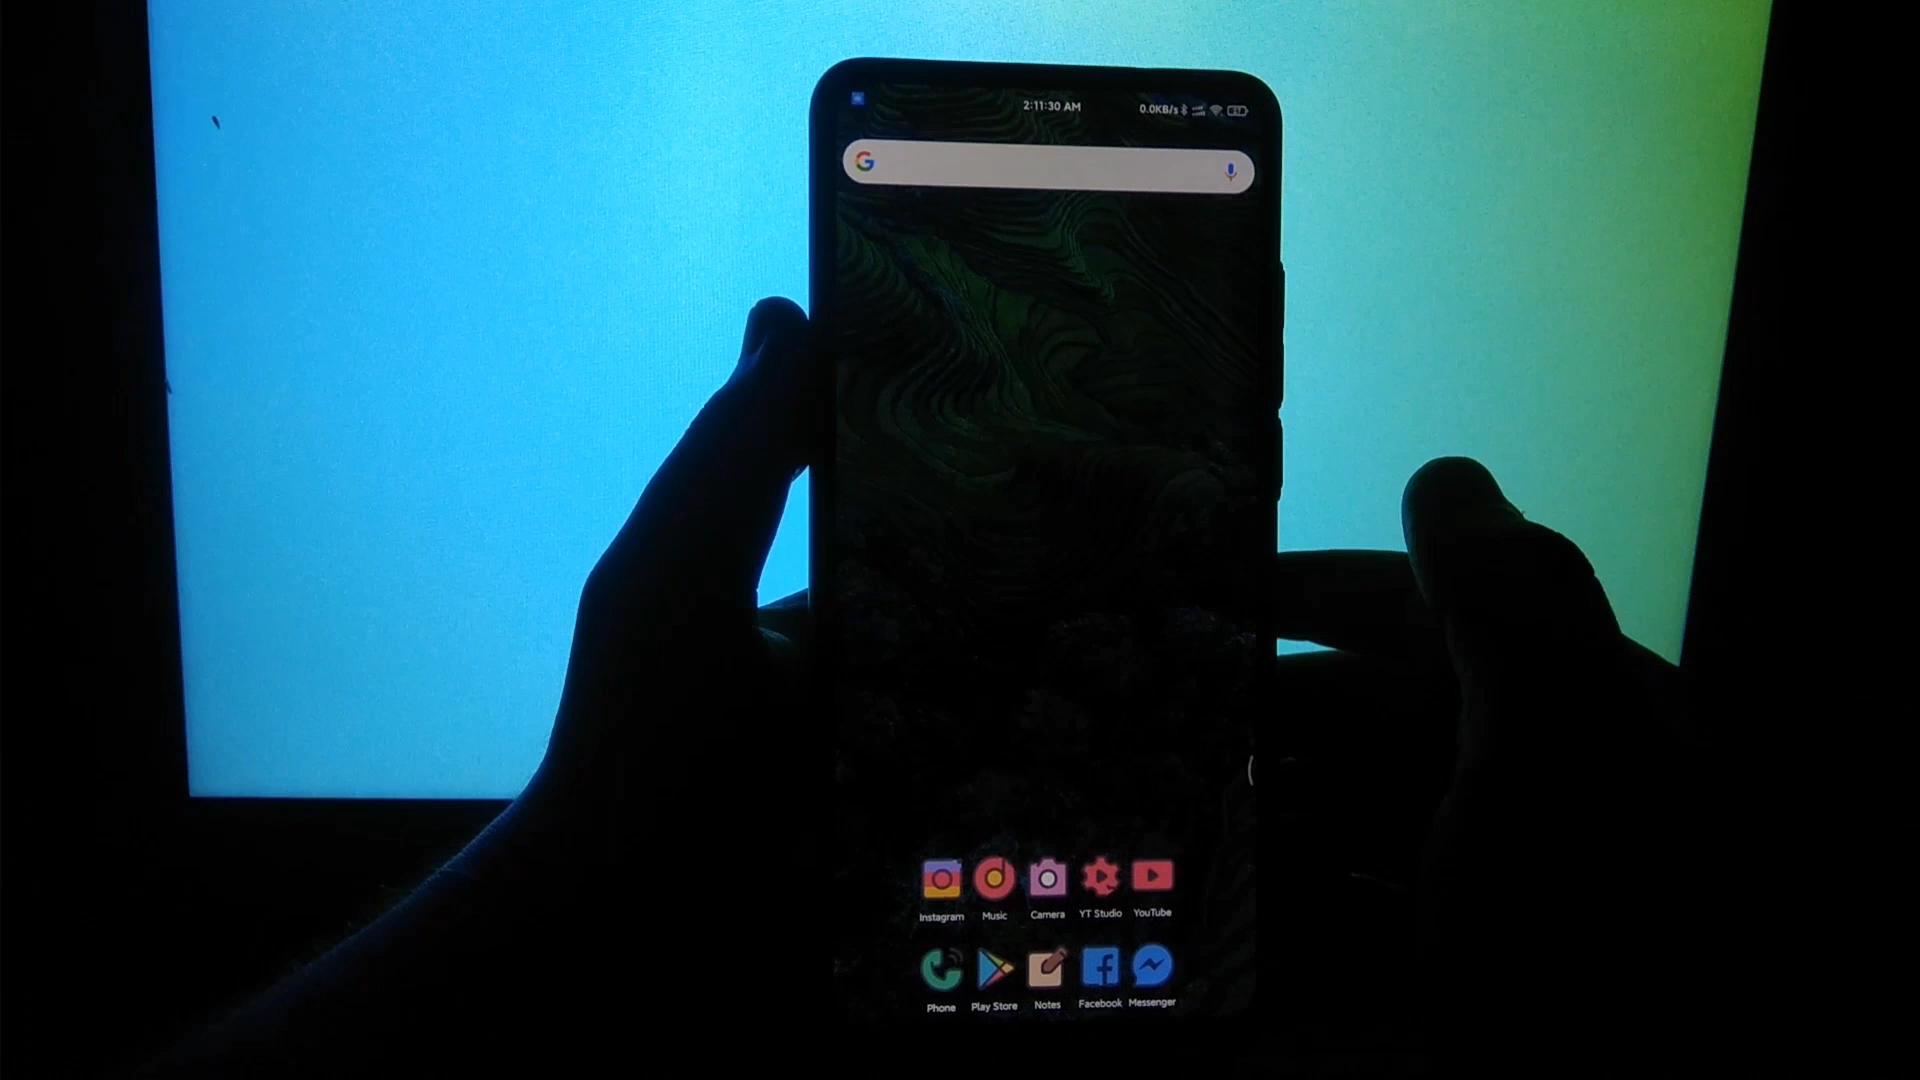 2:11:30 AM 0.0KB/s
Instagram Music Camera YT Studio YouTube
Phone Play Store Notes Facebook Messenger